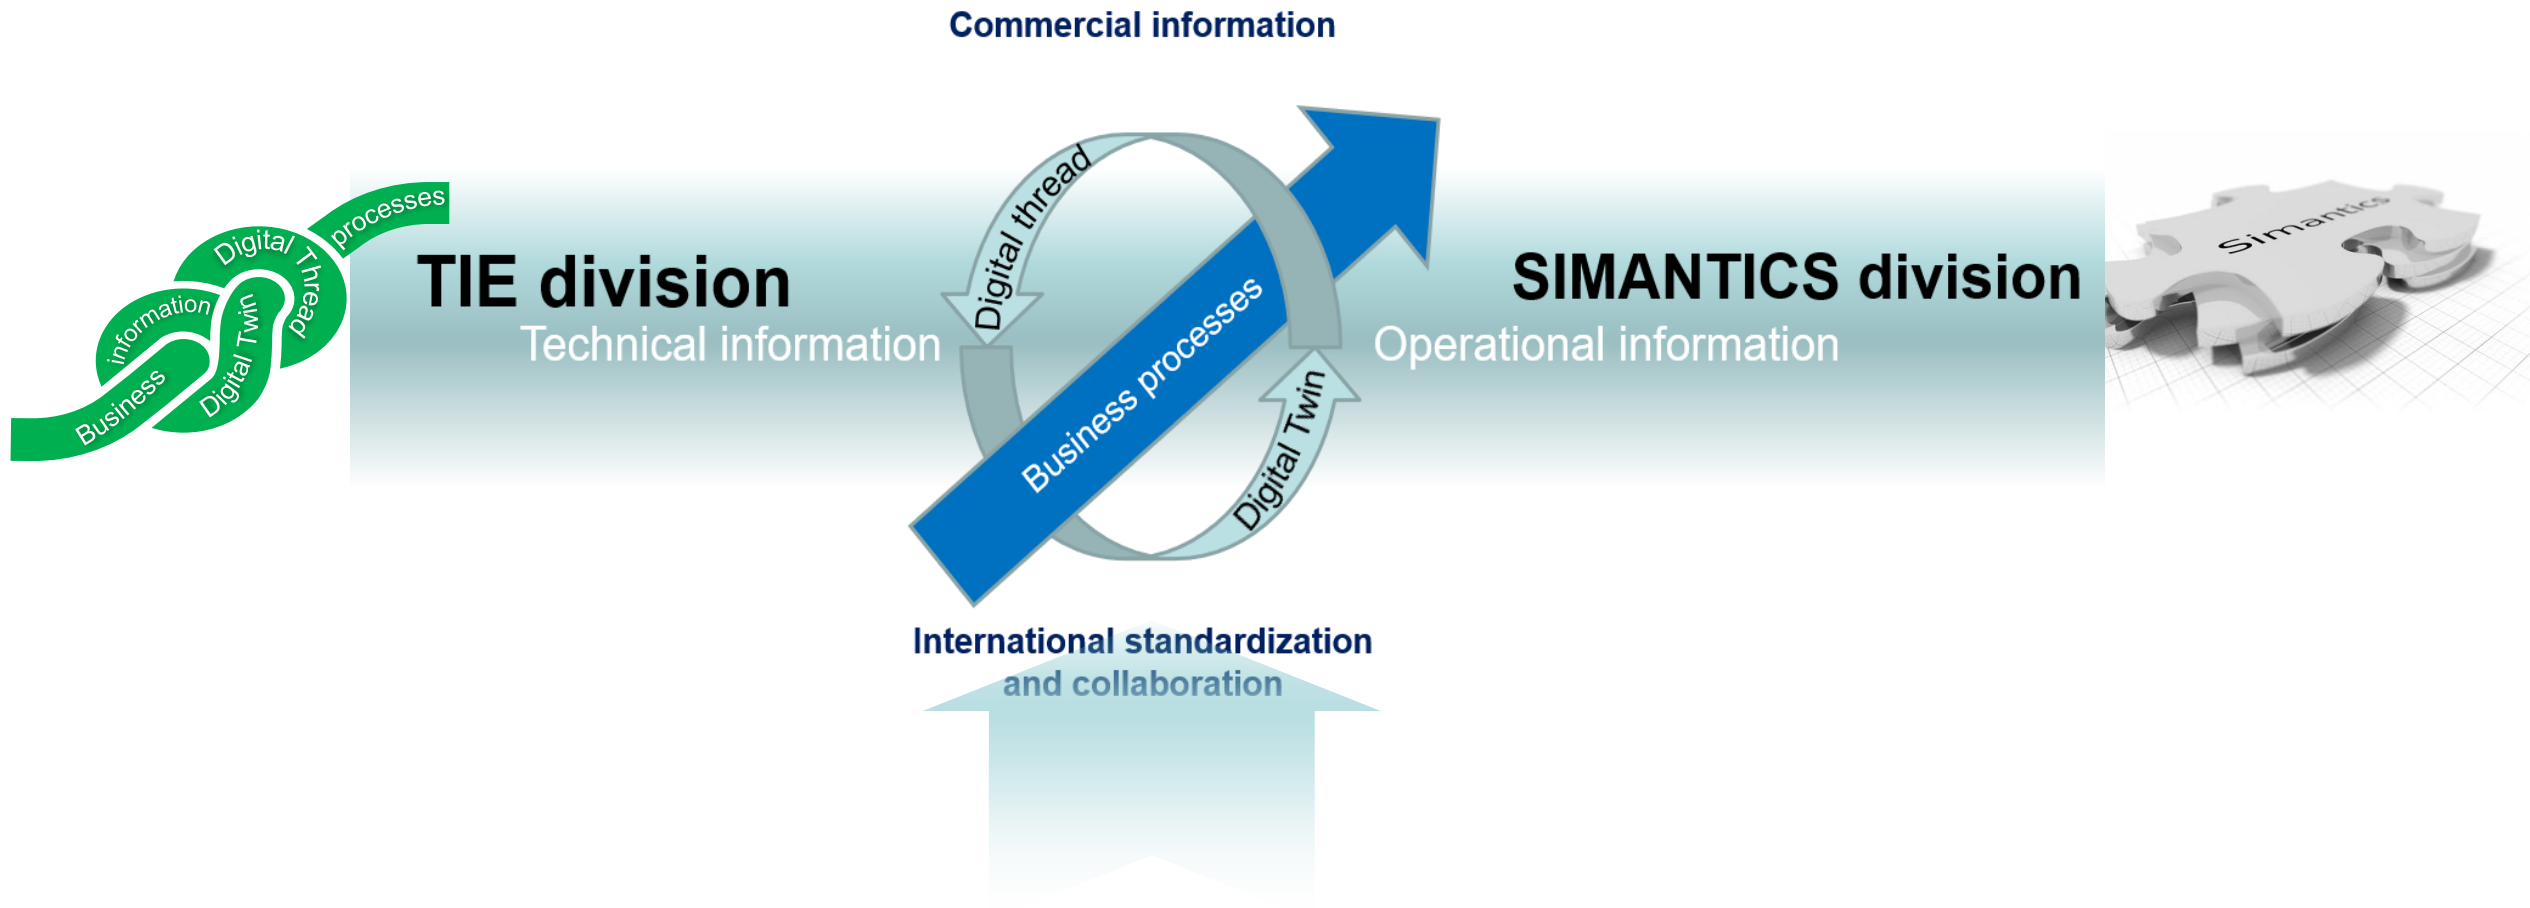 Commercial information
processes
Digital Thread
information
Digital Twin
Business
TIE division
Technical information
Digital thread
Business processes
Digital Twin
SIMANTICS division
Operational information
Simantics
International standardization
and collaboration